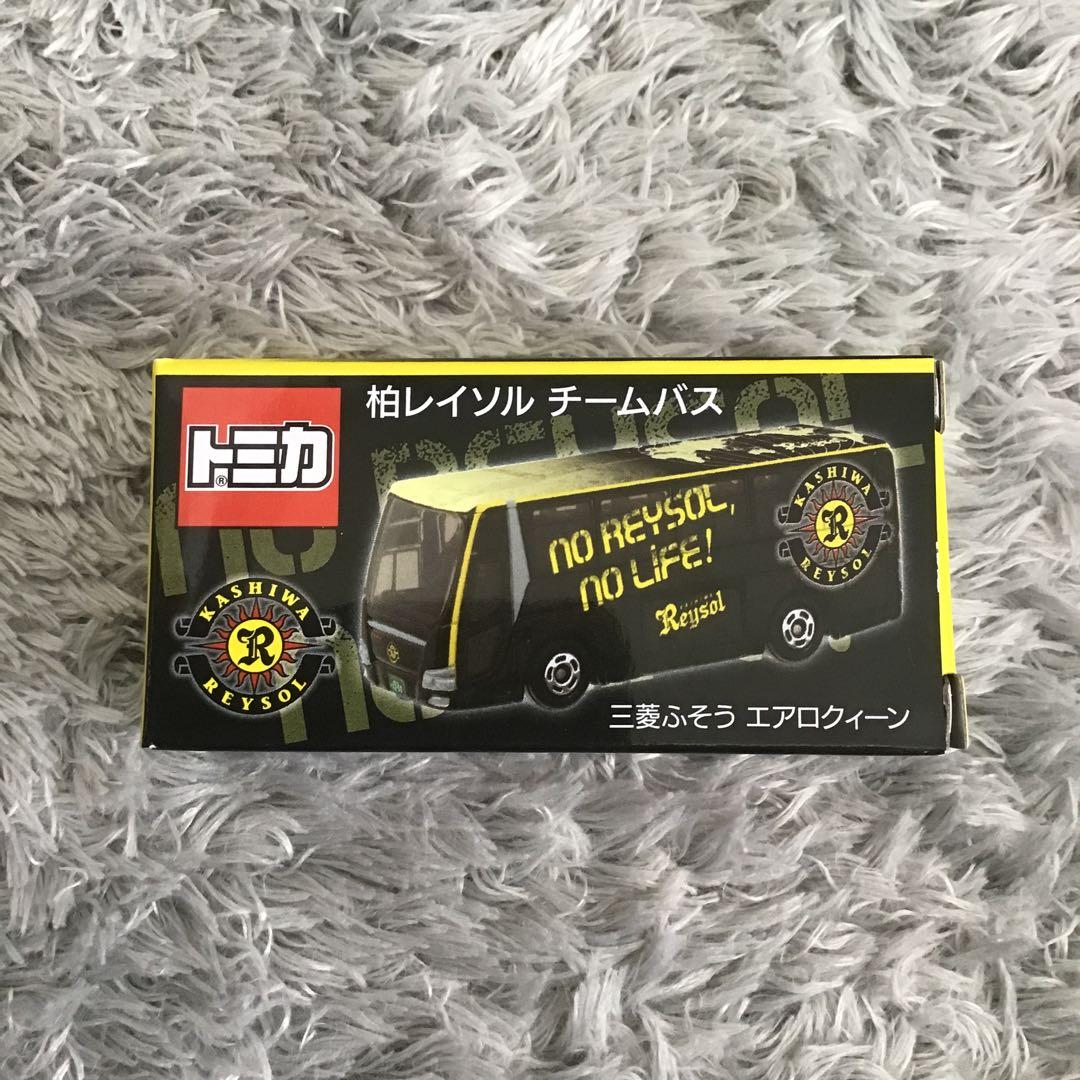 柏レイソル チームバス
トミカ
®
NO REYSOL,
NO LIFE!
Reysol
KASHIWA
R
REYSOL
KASHIWA
R
REYSOL
三菱ふそう エアロクィーン